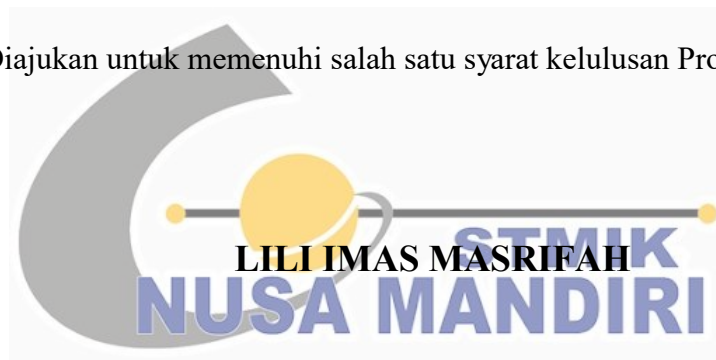 Diajukan untuk memenuhi salah satu syarat kelulusan Pro
STMIK
LILI IMAS MASRIFAH
NUSA MANDIRI